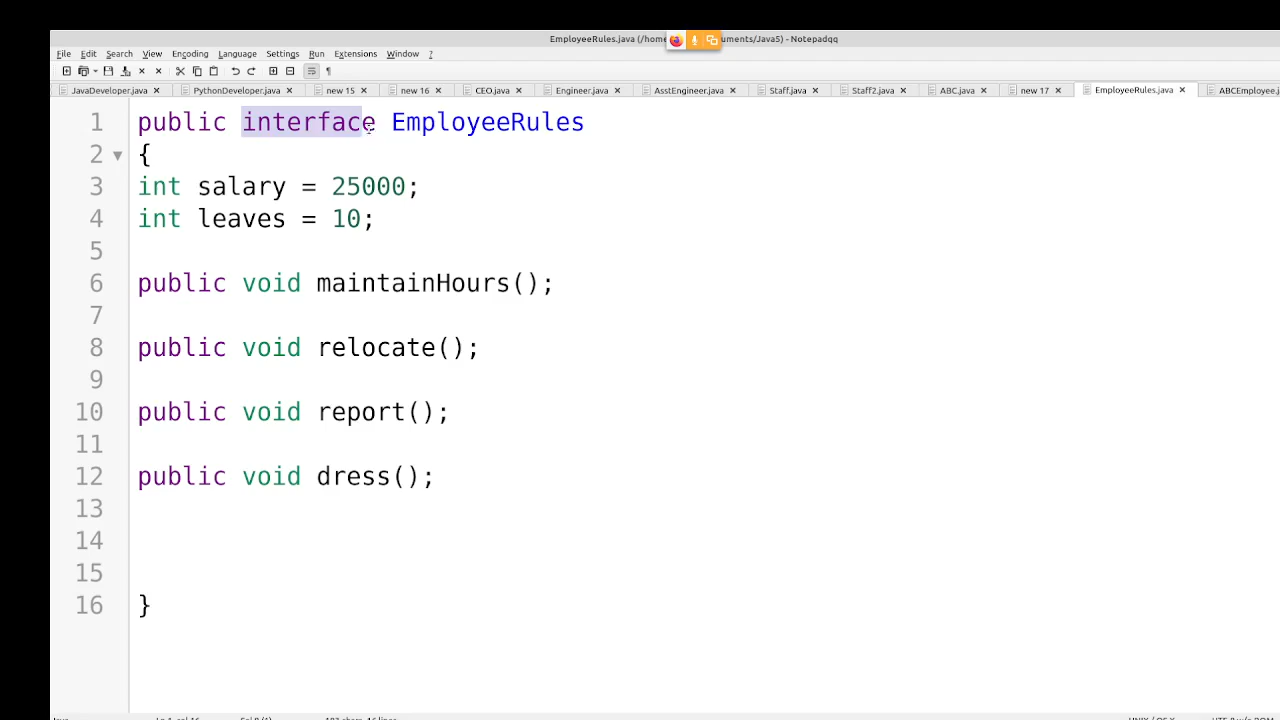 EmployeeRules.java (/home uments/Java5) - Notepadqq
File Edit Search View Encoding Language Settings Run Extensions Window ?
JavaDeveloper.java PythonDeveloper.java new 15 new 16 CEO.java Engineer.java AsstEngineer.java Staff.java Staff2.java ABC.java new 17 EmployeeRules.java ABCEmployee.j
1 public interface EmployeeRules
2 {
3 int salary = 25000;
4 int leaves = 10;
5
6 public void maintainHours();
7
8 public void relocate();
9
10 public void report();
11
12 public void dress();
13
14
15
16 }